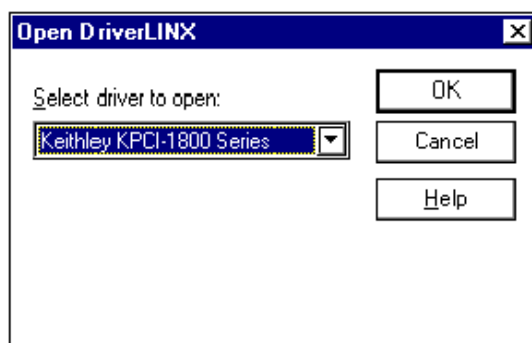 Open DriverLINX
Select driver to open:
Keithley KPCI-1800 Series
OK
Cancel
Help